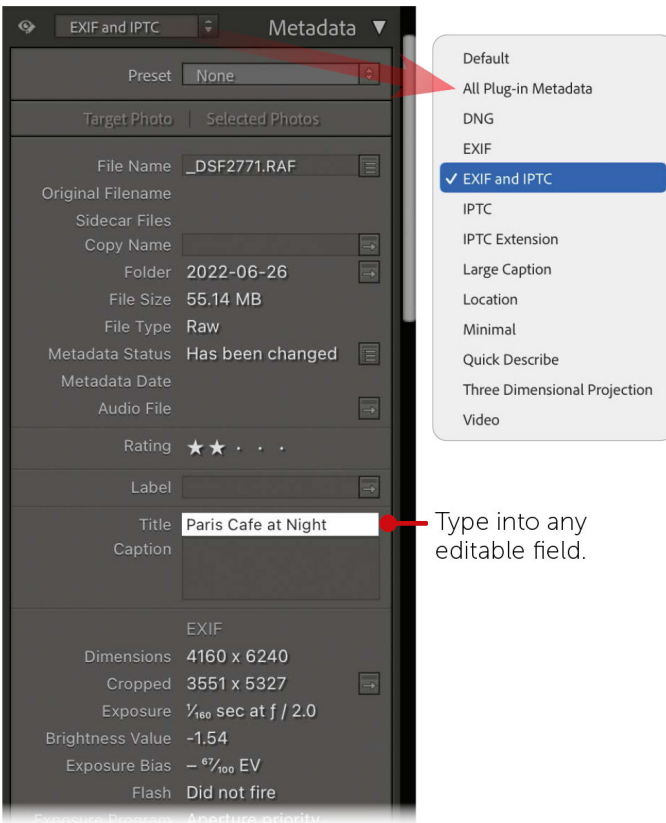 EXIF and IPTC
Metadata
Preset None
Target Photo | Selected Photos
File Name _DSF2771.RAF
Original Filename
Sidecar Files
Copy Name
Folder 2022-06-26
File Size 55.14 MB
File Type Raw
Metadata Status Has been changed
Metadata Date
Audio File
Rating ★★ · · ·
Label
Title Paris Cafe at Night
Caption
EXIF
Dimensions 4160 x 6240
Cropped 3551 x 5327
Exposure 1/160 sec at ƒ / 2.0
Brightness Value -1.54
Exposure Bias – 67/100 EV
Flash Did not fire
Exposure Program Aperture priority
Default
All Plug-in Metadata
DNG
EXIF
✓ EXIF and IPTC
IPTC
IPTC Extension
Large Caption
Location
Minimal
Quick Describe
Three Dimensional Projection
Video
Type into any
editable field.